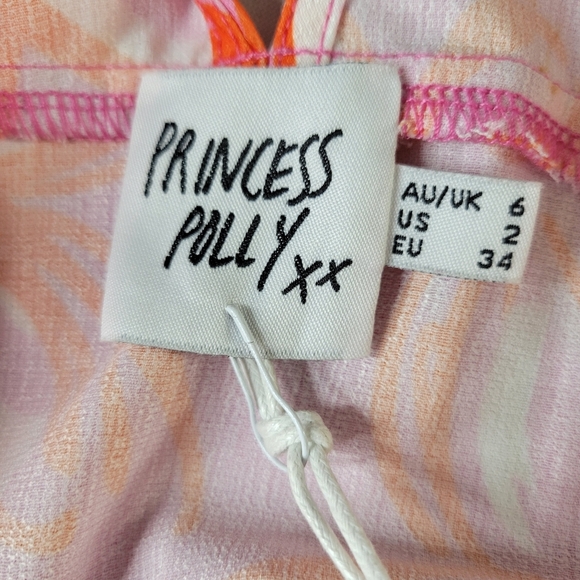 PRINCESS
POLLY XX
AU/UK 6
US 2
EU 34